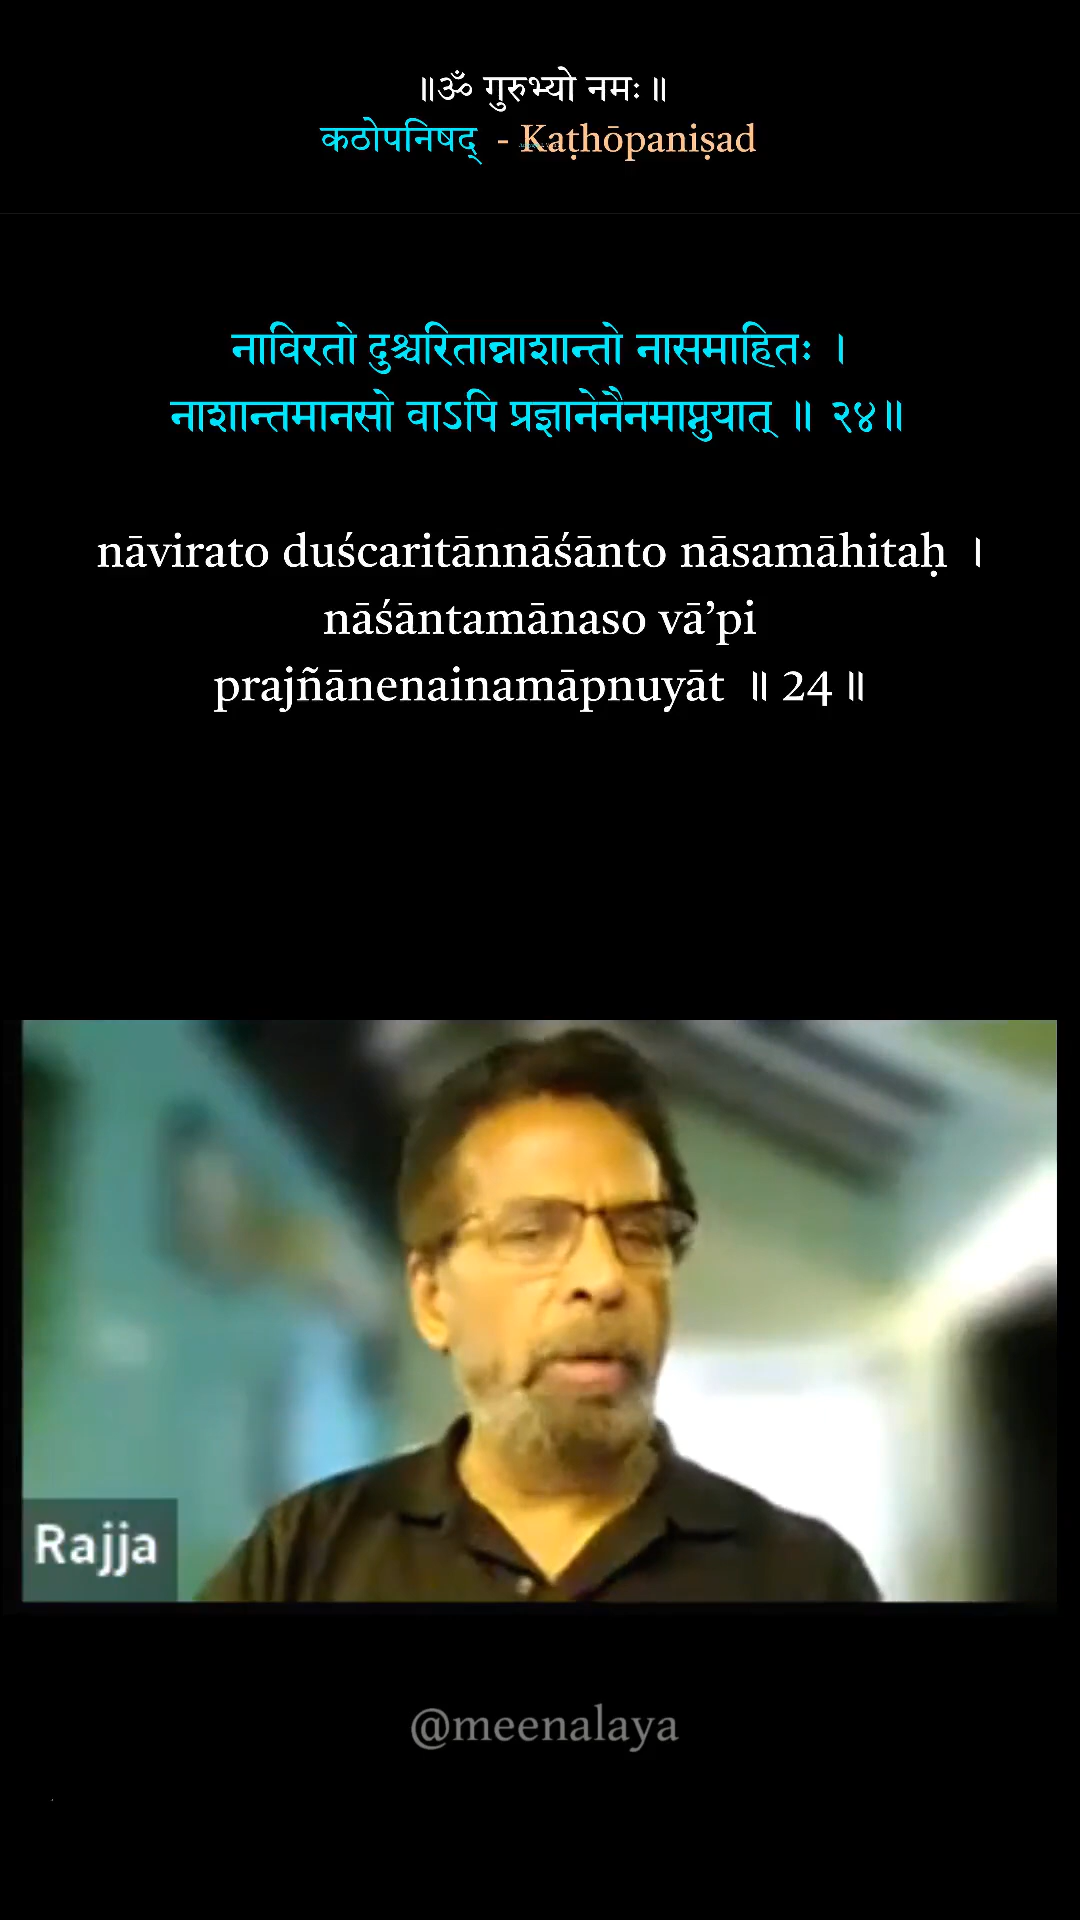 ॥ॐ गुरुभ्यो नमः॥
कठोपनिषद् - Kaṭhōpaniṣad
नाविरतो दुश्चरितान्नाशान्तो नासमाहितः ।
नाशान्तमानसो वाऽपि प्रज्ञानेनैनमाप्नुयात् ॥ २४॥
nāvirato duścaritānnāśānto nāsamāhitaḥ ।
nāśāntamānaso vā’pi
prajñānenainamāpnuyāt ॥ 24॥
Rajja
@meenalaya